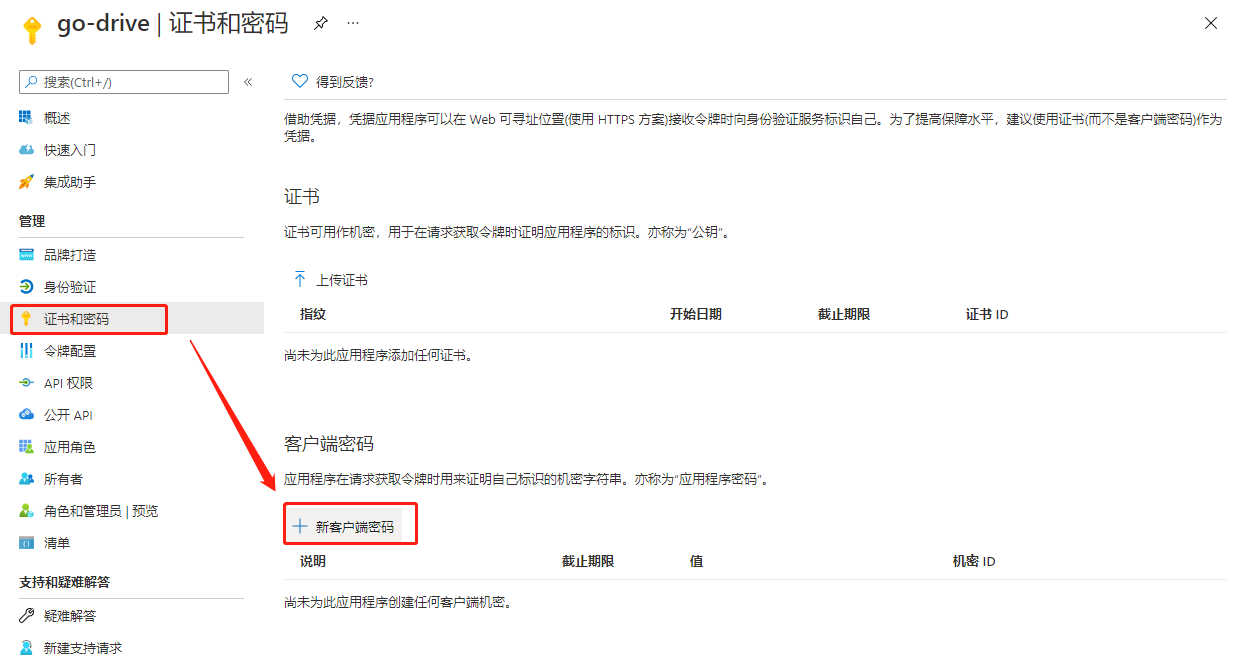 go-drive | 证书和密码
搜索(Ctrl+/)
«
概述
快速入门
集成助手
管理
品牌打造
身份验证
证书和密码
令牌配置
API 权限
公开 API
应用角色
所有者
角色和管理员 | 预览
清单
支持和疑难解答
疑难解答
新建支持请求
得到反馈?
借助凭据，凭据应用程序可以在 Web 可寻址位置(使用 HTTPS 方案)接收令牌时向身份验证服务标识自己。为了提高保障水平，建议使用证书(而不是客户端密码)作为
凭据。
证书
证书可用作机密，用于在请求获取令牌时证明应用程序的标识。亦称为“公钥”。
上传证书
指纹 开始日期 截止期限 证书 ID
尚未为此应用程序添加任何证书。
客户端密码
应用程序在请求获取令牌时用来证明自己标识的机密字符串。亦称为“应用程序密码”。
新客户端密码
说明 截止期限 值 机密 ID
尚未为此应用程序创建任何客户端机密。